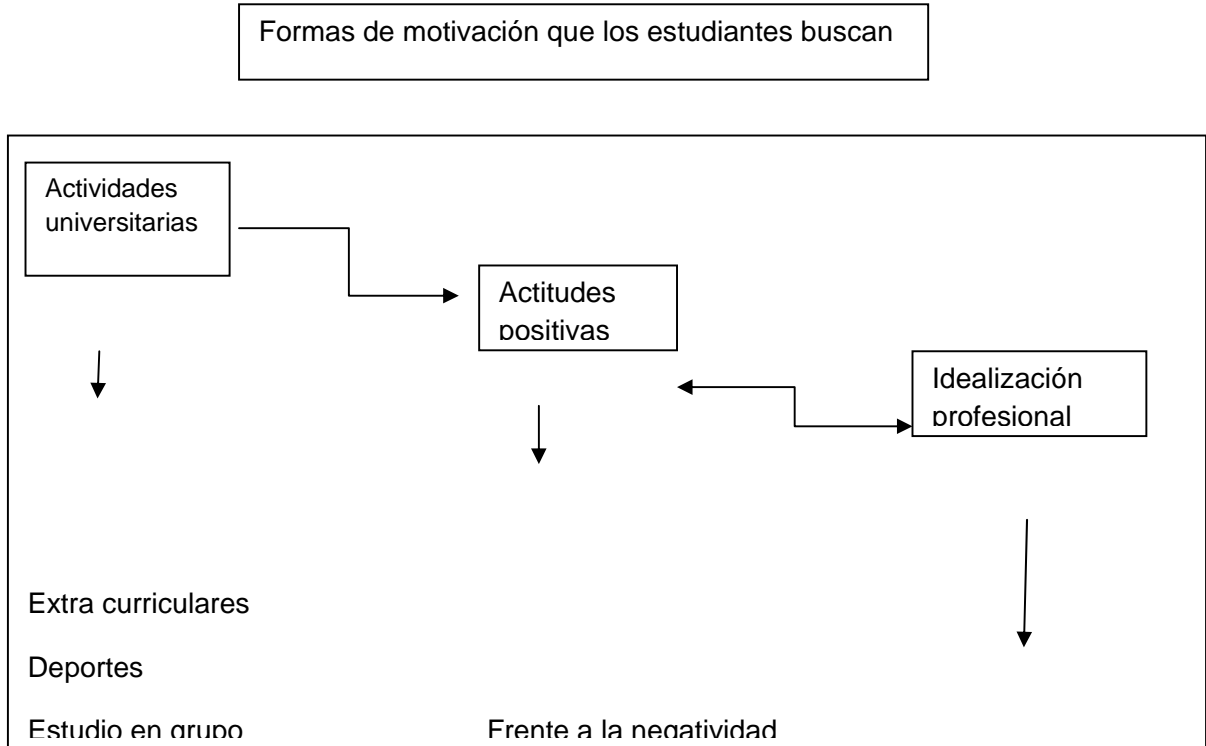 Formas de motivación que los estudiantes buscan
Actividades
universitarias
Actitudes
positivas
Idealización
profesional
Extra curriculares
Deportes
Estudio en grupo
Frente a la negatividad